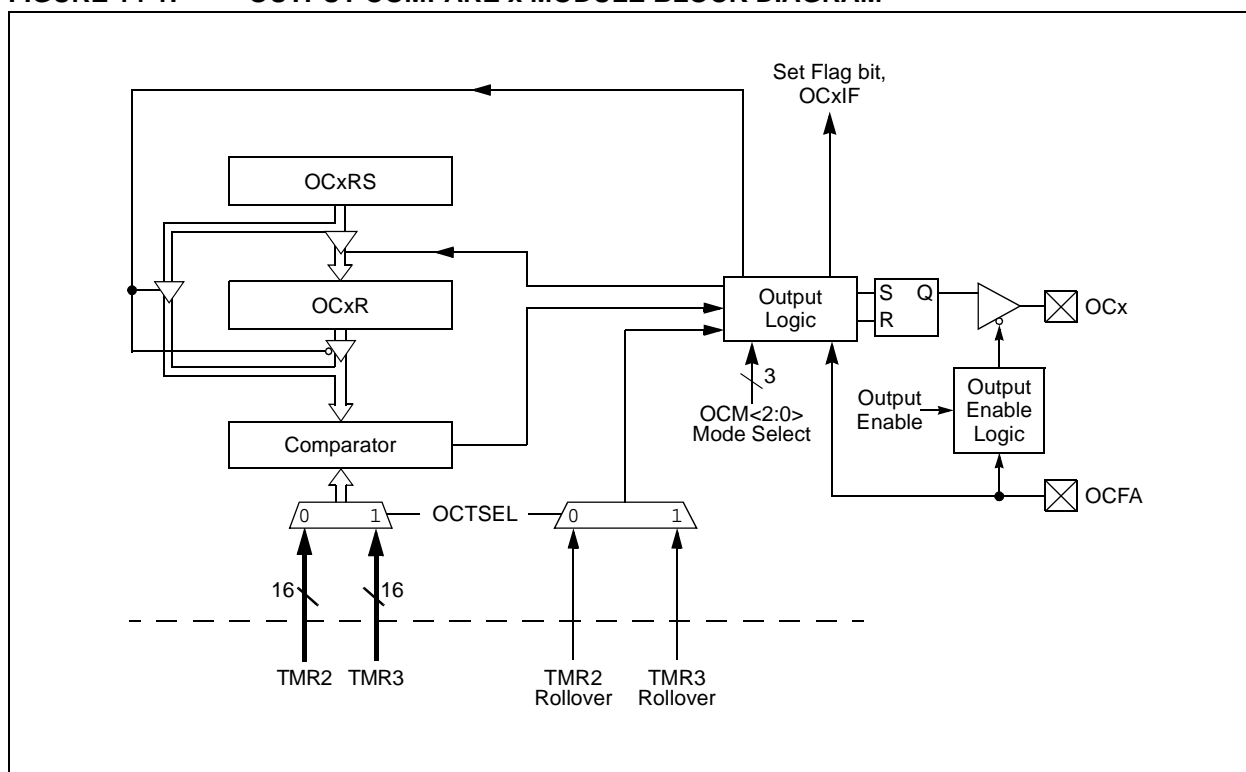 Set Flag bit,
OCxIF
OCxRS
OCxR
Output
Logic
S Q
R
OCx
3
OCM<2:0>
Mode Select
Output
Enable
Output
Enable
Logic
Comparator
OCFA
0 1
OCTSEL
0 1
16
16
TMR2
TMR3
TMR2
Rollover
TMR3
Rollover